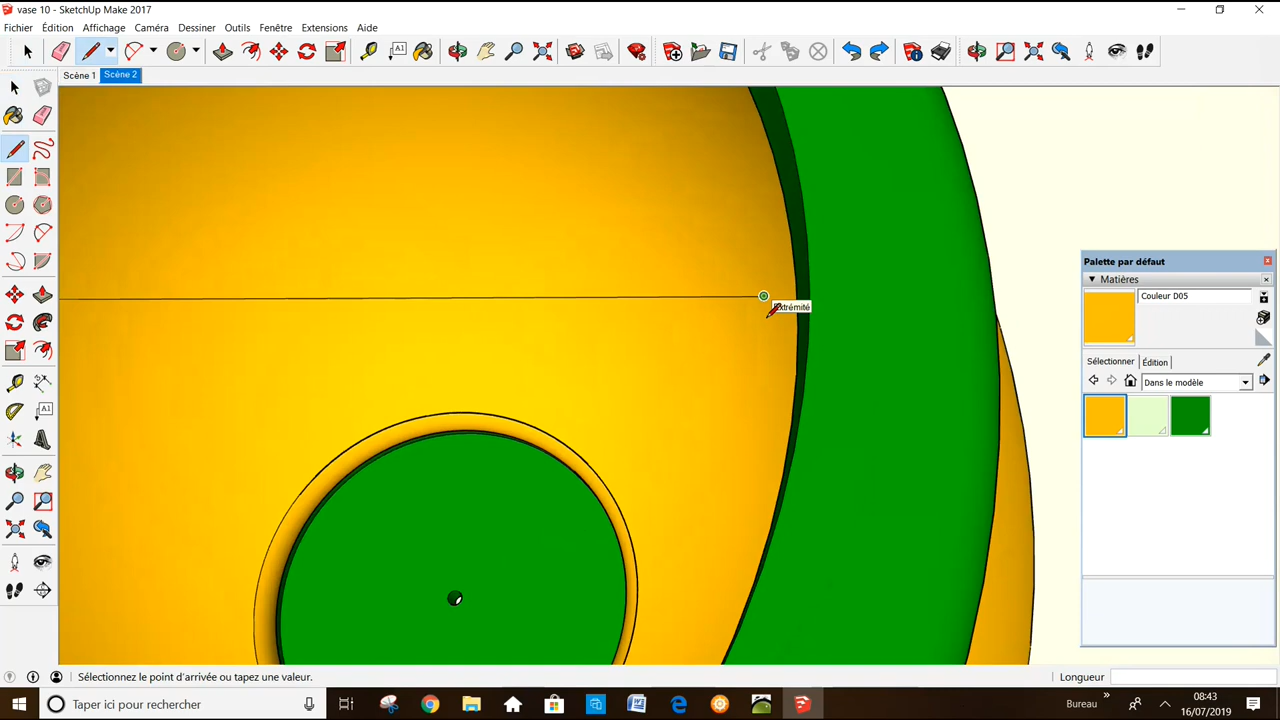 vase 10 - SketchUp Make 2017
Fichier Édition Affichage Caméra Dessiner Outils Fenêtre Extensions Aide
A1
Scène 1 Scène 2
Palette par défaut
Matières
Couleur D05
Extrémité
Sélectionner Édition
Dans le modèle
A1
Sélectionnez le point d'arrivée ou tapez une valeur.
Longueur
Taper ici pour rechercher
Bureau
08:43
16/07/2019